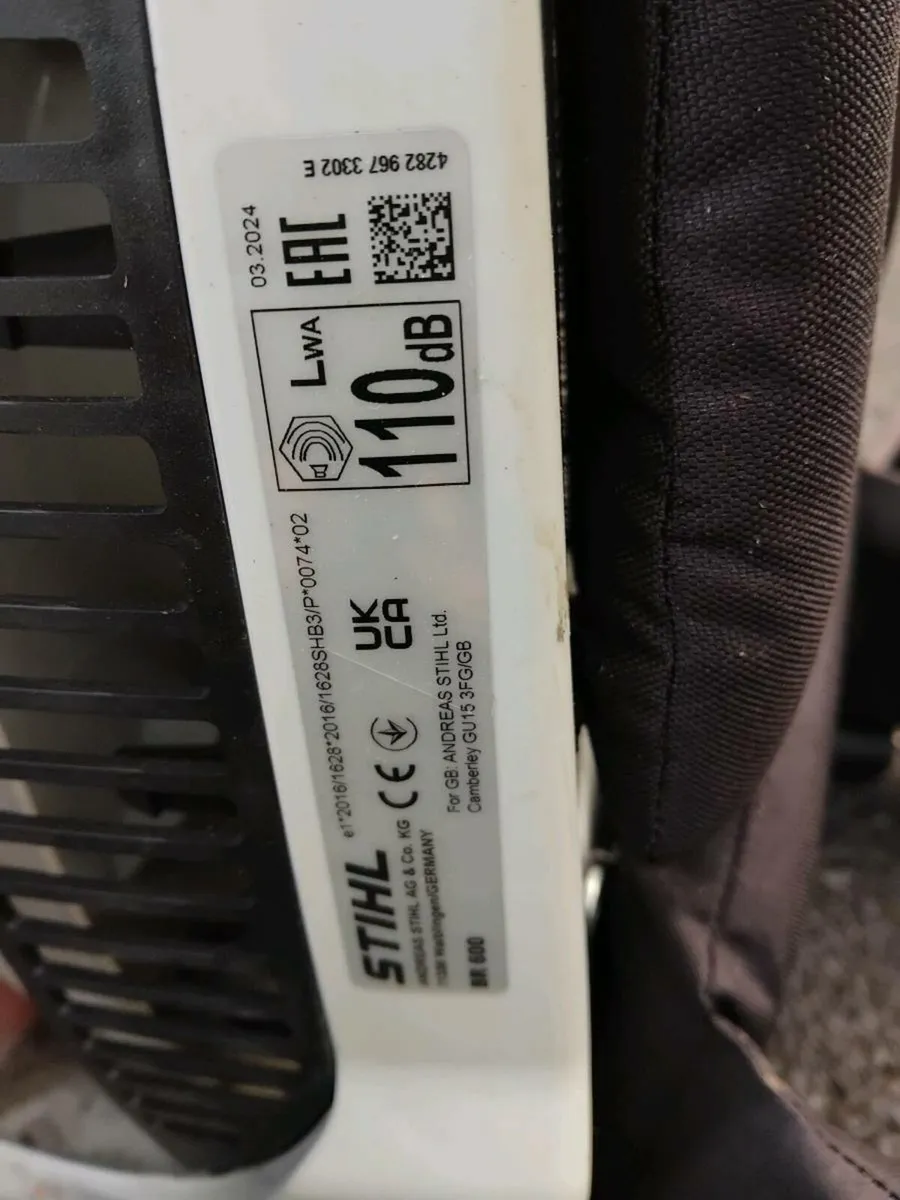 STIHL
ANDREAS STIHL AG & Co. KG
71336 Waiblingen/GERMANY
BR 600
e1*2016/1628*2016/1628SHB3/P*0074*02
CE
UK
CA
For GB: ANDREAS STIHL Ltd.
Camberley GU15 3FG/GB
LWA
110dB
03.2024
EAC
4282 967 3302 E